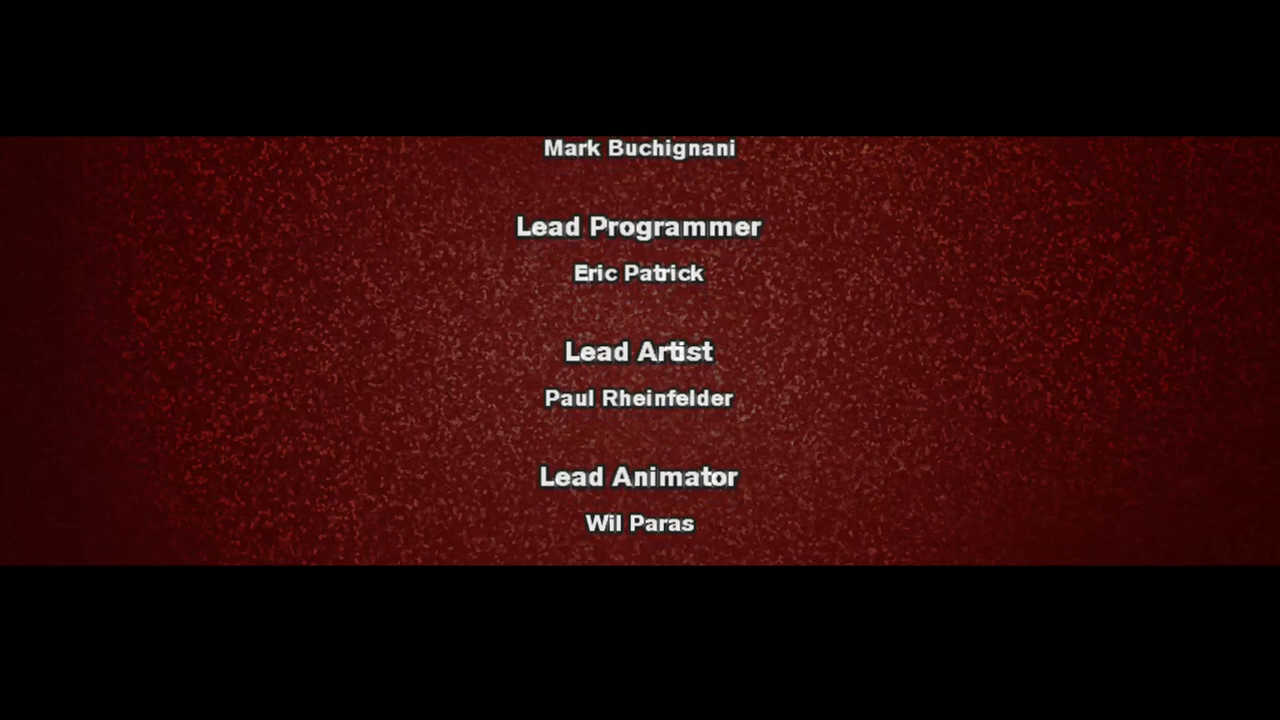 Mark Buchignani
Lead Programmer
Eric Patrick
Lead Artist
Paul Rheinfelder
Lead Animator
Wil Paras